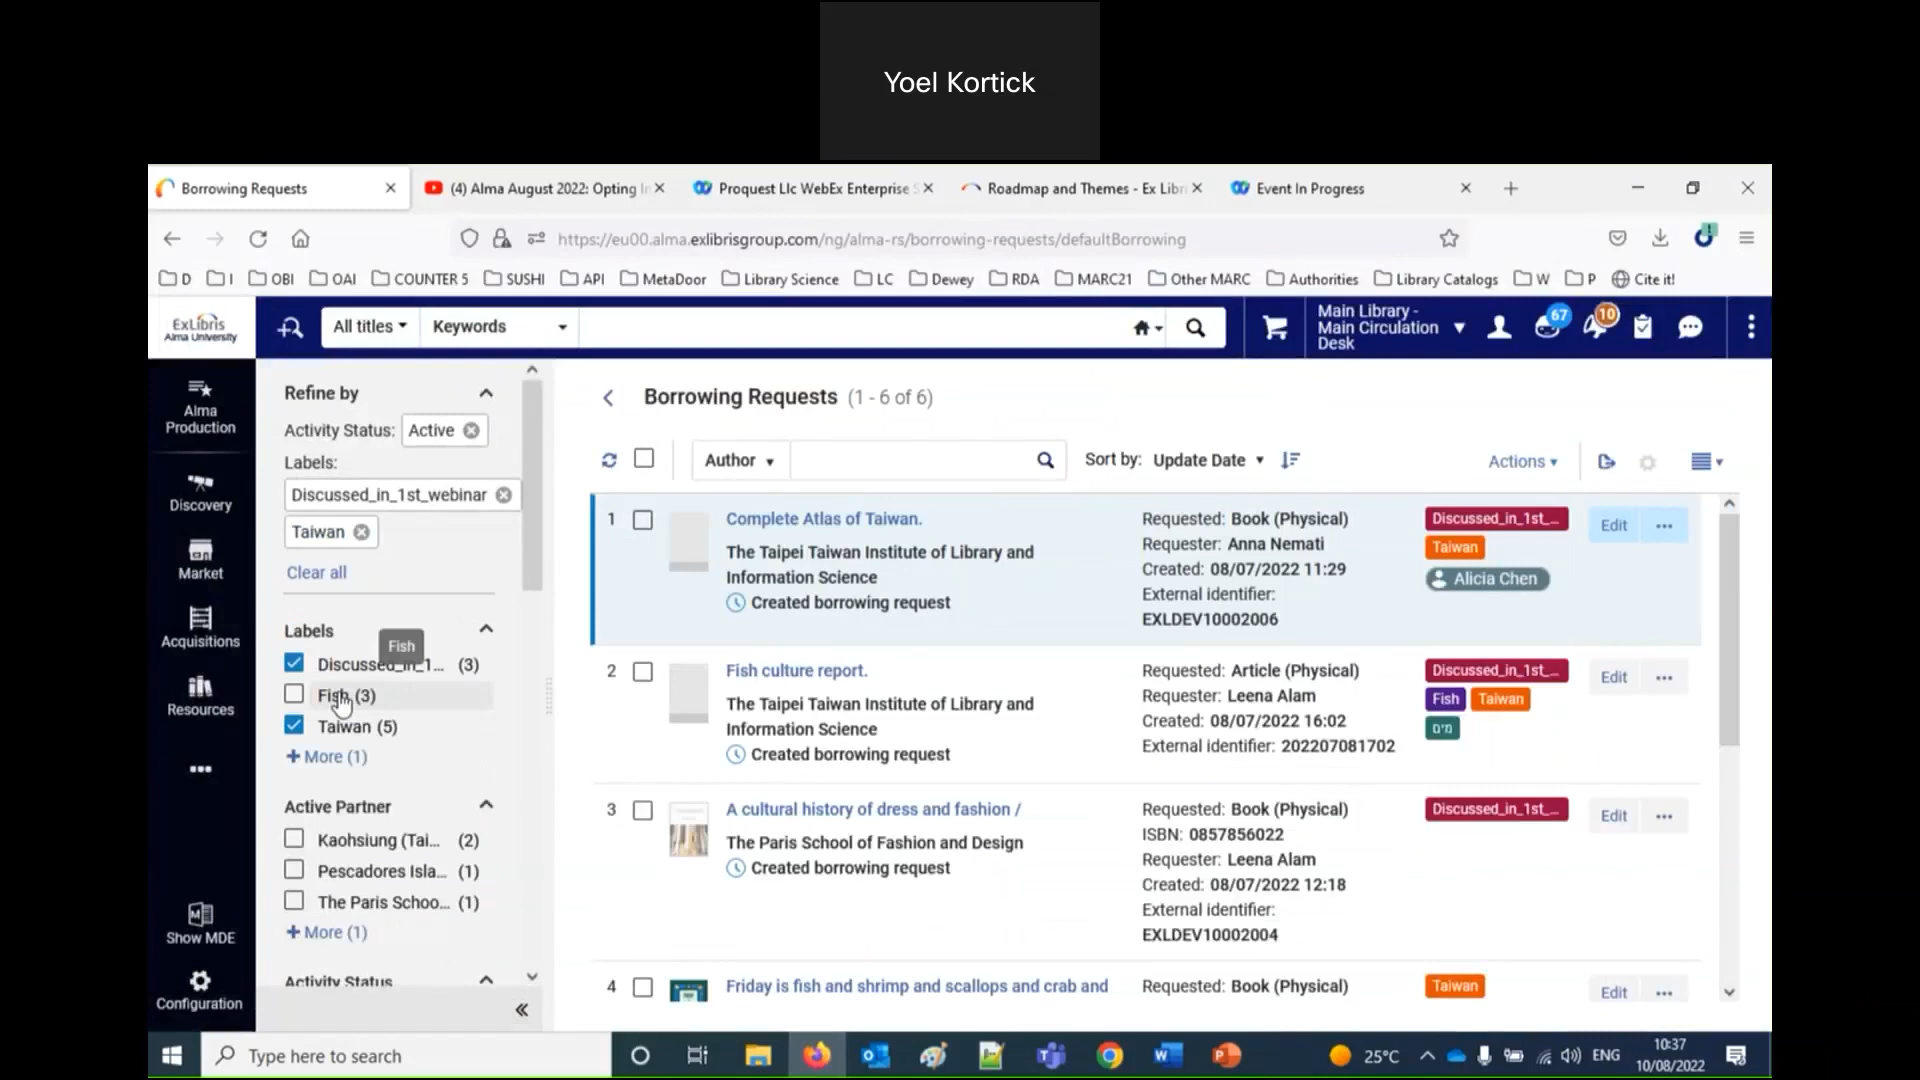 Yoel Kortick
Borrowing Requests
(4) Alma August 2022: Opting In
Proquest Llc WebEx Enterprise S
Roadmap and Themes - Ex Libri
Event In Progress
https://eu00.alma.exlibrisgroup.com/ng/alma-rs/borrowing-requests/defaultBorrowing
D
I
OBI
OAI
COUNTER 5
SUSHI
API
MetaDoor
Library Science
LC
Dewey
RDA
MARC21
Other MARC
Authorities
Library Catalogs
W
P
Cite it!
ExLibris
Alma University
All titles
Keywords
Main Library -
Main Circulation
Desk
67
10
Alma
Production
Discovery
Market
Acquisitions
Resources
Show MDE
Configuration
Refine by
Activity Status: Active
Labels:
Discussed_in_1st_webinar
Taiwan
Clear all
Labels
Fish
Discussed_in_1... (3)
Fish (3)
Taiwan (5)
+ More (1)
Active Partner
Kaohsiung (Tai... (2)
Pescadores Isla... (1)
The Paris Schoo... (1)
+ More (1)
Activity Status
Borrowing Requests (1 - 6 of 6)
Author
Sort by: Update Date
Actions
1
Complete Atlas of Taiwan.
The Taipei Taiwan Institute of Library and
Information Science
Created borrowing request
Requested: Book (Physical)
Requester: Anna Nemati
Created: 08/07/2022 11:29
External identifier:
EXLDEV10002006
Discussed_in_1st_...
Taiwan
Alicia Chen
Edit
2
Fish culture report.
The Taipei Taiwan Institute of Library and
Information Science
Created borrowing request
Requested: Article (Physical)
Requester: Leena Alam
Created: 08/07/2022 16:02
External identifier: 202207081702
Discussed_in_1st_...
Fish Taiwan
מים
Edit
3
A cultural history of dress and fashion /
The Paris School of Fashion and Design
Created borrowing request
Requested: Book (Physical)
ISBN: 0857856022
Requester: Leena Alam
Created: 08/07/2022 12:18
External identifier:
EXLDEV10002004
Discussed_in_1st_...
Edit
4
Friday is fish and shrimp and scallops and crab and
Requested: Book (Physical)
Taiwan
Edit
Type here to search
25°C
ENG
10:37
10/08/2022